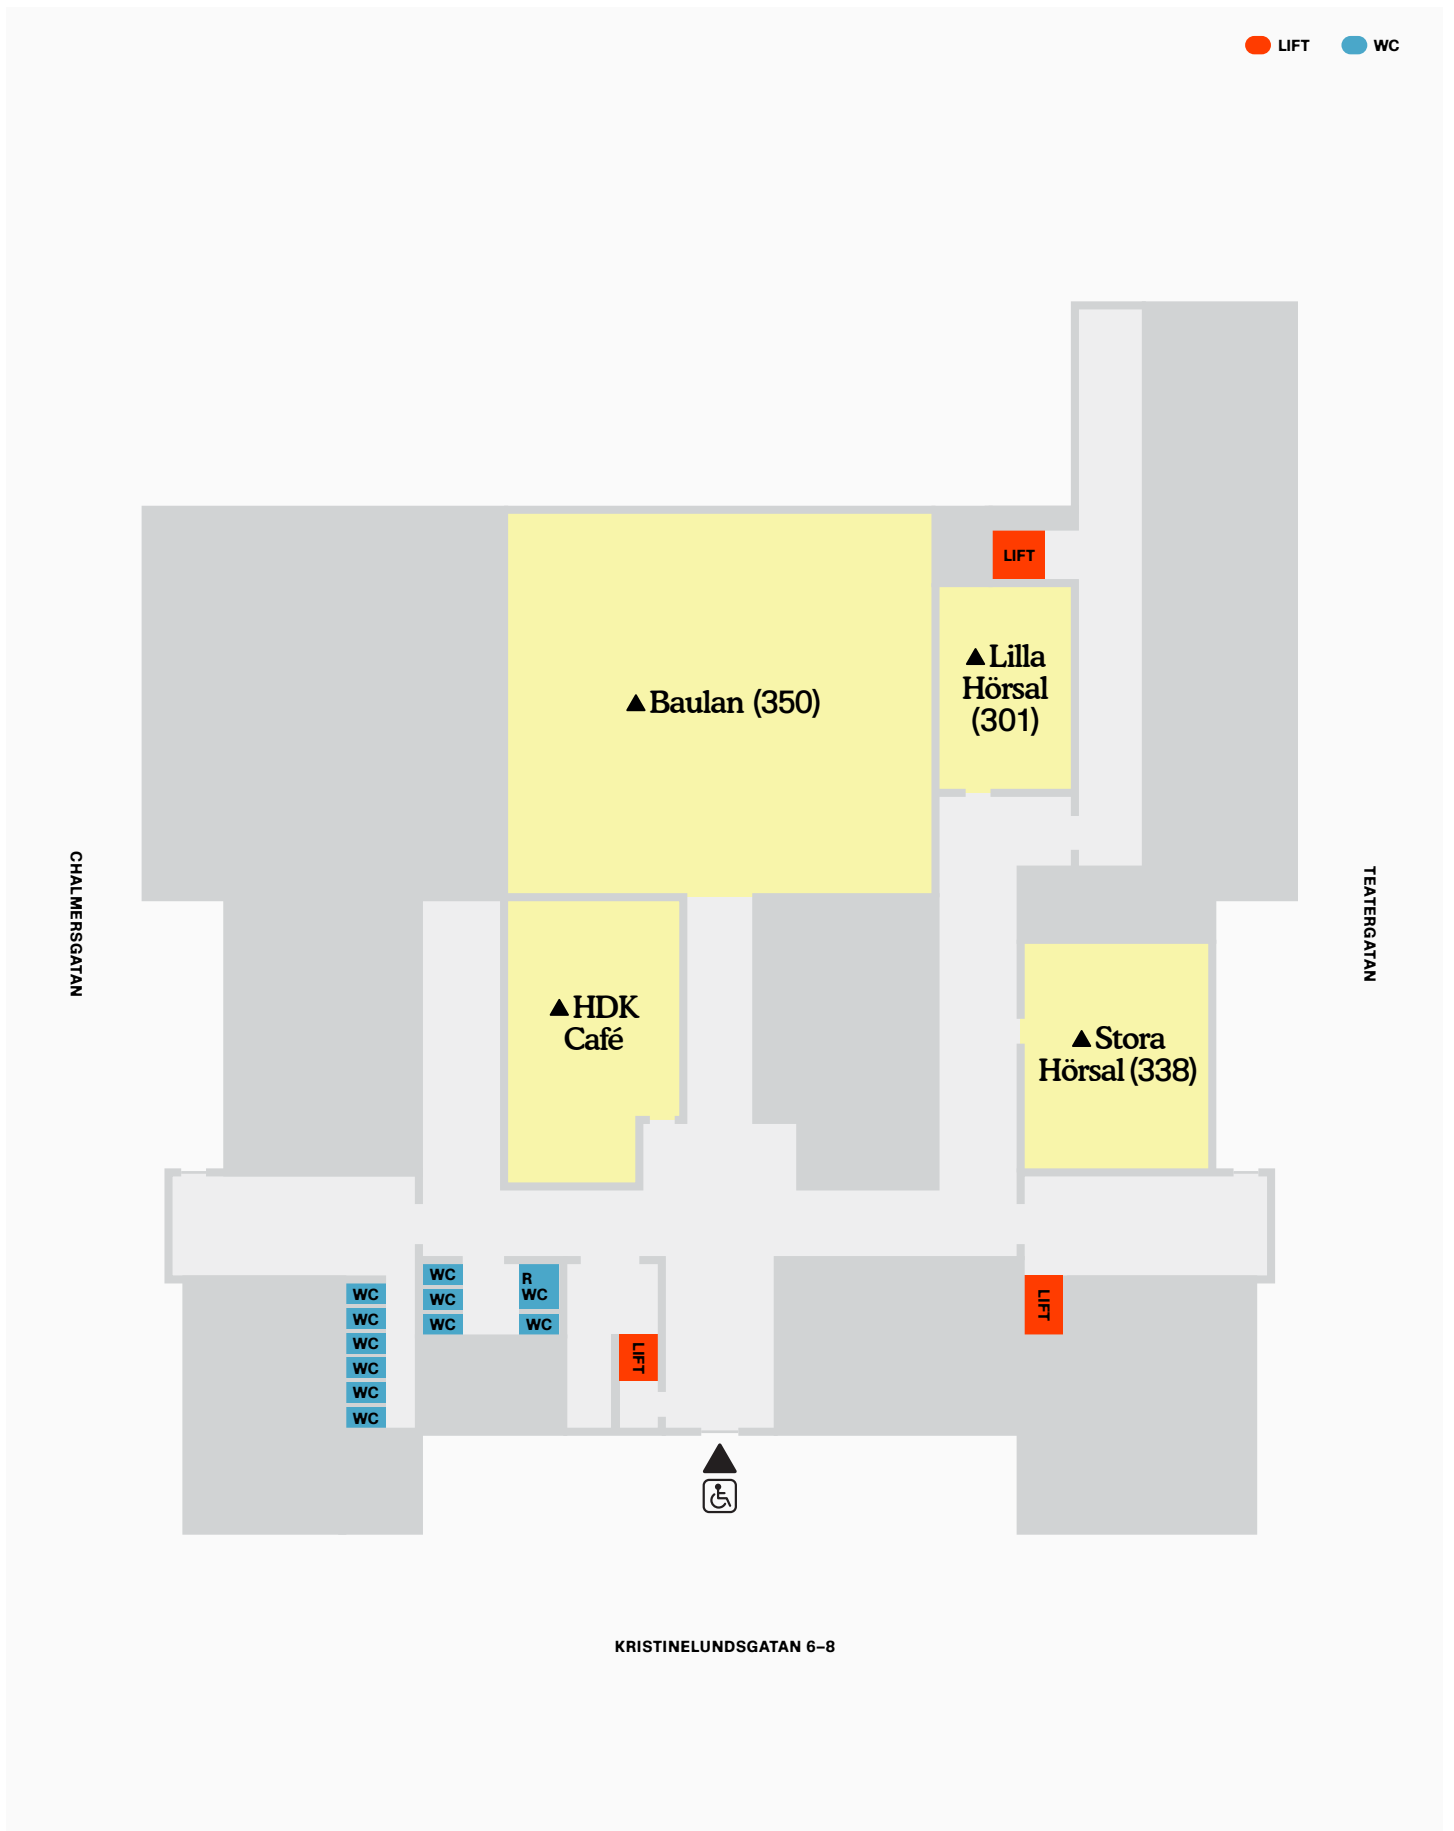 LIFT
WC
LIFT
▲Lilla
Hörsal
(301)
▲Baulan (350)
CHALMERSGATAN
TEATERGATAN
▲HDK
Café
▲Stora
Hörsal (338)
WC
WC
WC
R
WC
WC
WC
WC
WC
WC
WC
WC
LIFT
LIFT
KRISTINELUNDSGATAN 6–8